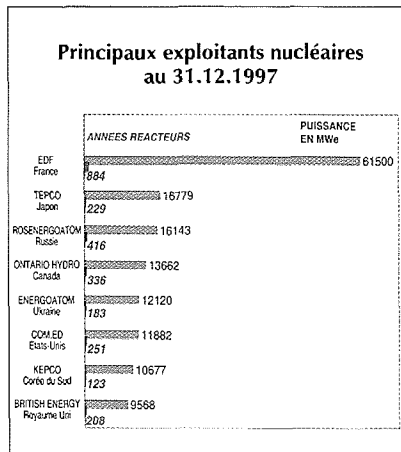 Principaux exploitants nucléaires
au 31.12.1997
ANNEES REACTEURS
PUISSANCE
EN MWe
EDF
France
61500
884
TEPCO
Japon
16779
229
ROSENERGOATOM
Russie
16143
416
ONTARIO HYDRO
Canada
13662
336
ENERGOATOM
Ukraine
12120
183
COM.ED
Etats-Unis
11882
251
KEPCO
Corée du Sud
10677
123
BRITISH ENERGY
Royaume Uni
9568
208